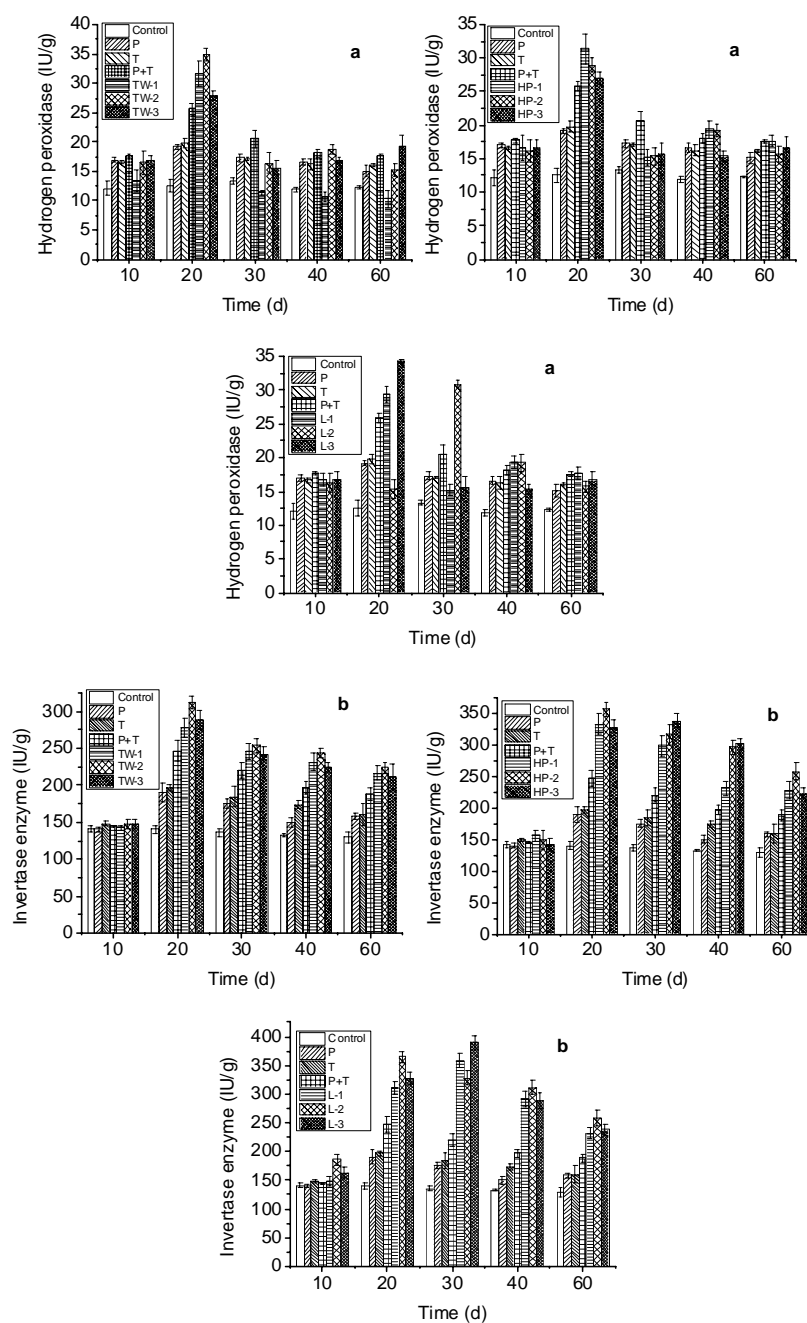 40
35
30
25
20
15
10
5
0
Hydrogen peroxidase (IU/g)
Control
P
T
P+T
TW-1
TW-2
TW-3
a
10 20 30 40 60
Time (d)
35
30
25
20
15
10
5
0
Hydrogen peroxidase (IU/g)
Control
P
T
P+T
HP-1
HP-2
HP-3
a
10 20 30 40 60
Time (d)
35
30
25
20
15
10
5
0
Hydrogen peroxidase (IU/g)
Control
P
T
P+T
L-1
L-2
L-3
a
10 20 30 40 60
Time (d)
300
250
200
150
100
50
0
Invertase enzyme (IU/g)
Control
P
T
P+T
TW-1
TW-2
TW-3
b
10 20 30 40 60
Time (d)
350
300
250
200
150
100
50
0
Invertase enzyme (IU/g)
Control
P
T
P+T
HP-1
HP-2
HP-3
b
10 20 30 40 60
Time (d)
400
350
300
250
200
150
100
50
0
Invertase enzyme (IU/g)
Control
P
T
P+T
L-1
L-2
L-3
b
10 20 30 40 60
Time (d)